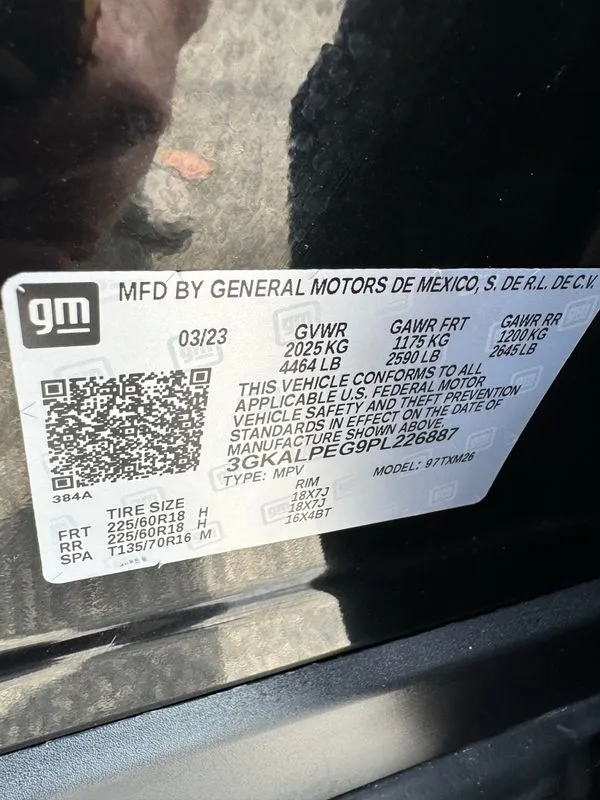 gm
MFD BY GENERAL MOTORS DE MEXICO, S. DE R.L. DE C.V.
03/23 GVWR GAWR FRT GAWR RR
2025 KG 1175 KG 1200 KG
4464 LB 2590 LB 2645 LB
THIS VEHICLE CONFORMS TO ALL
APPLICABLE U.S. FEDERAL MOTOR
VEHICLE SAFETY AND THEFT PREVENTION
STANDARDS IN EFFECT ON THE DATE OF
MANUFACTURE SHOWN ABOVE.
3GKALPEG9PL226887
TYPE: MPV MODEL: 97TXM26
384A
TIRE SIZE RIM
FRT 225/60R18 H 18X7J
RR 225/60R18 H 18X7J
SPA T135/70R16 M 16X4BT